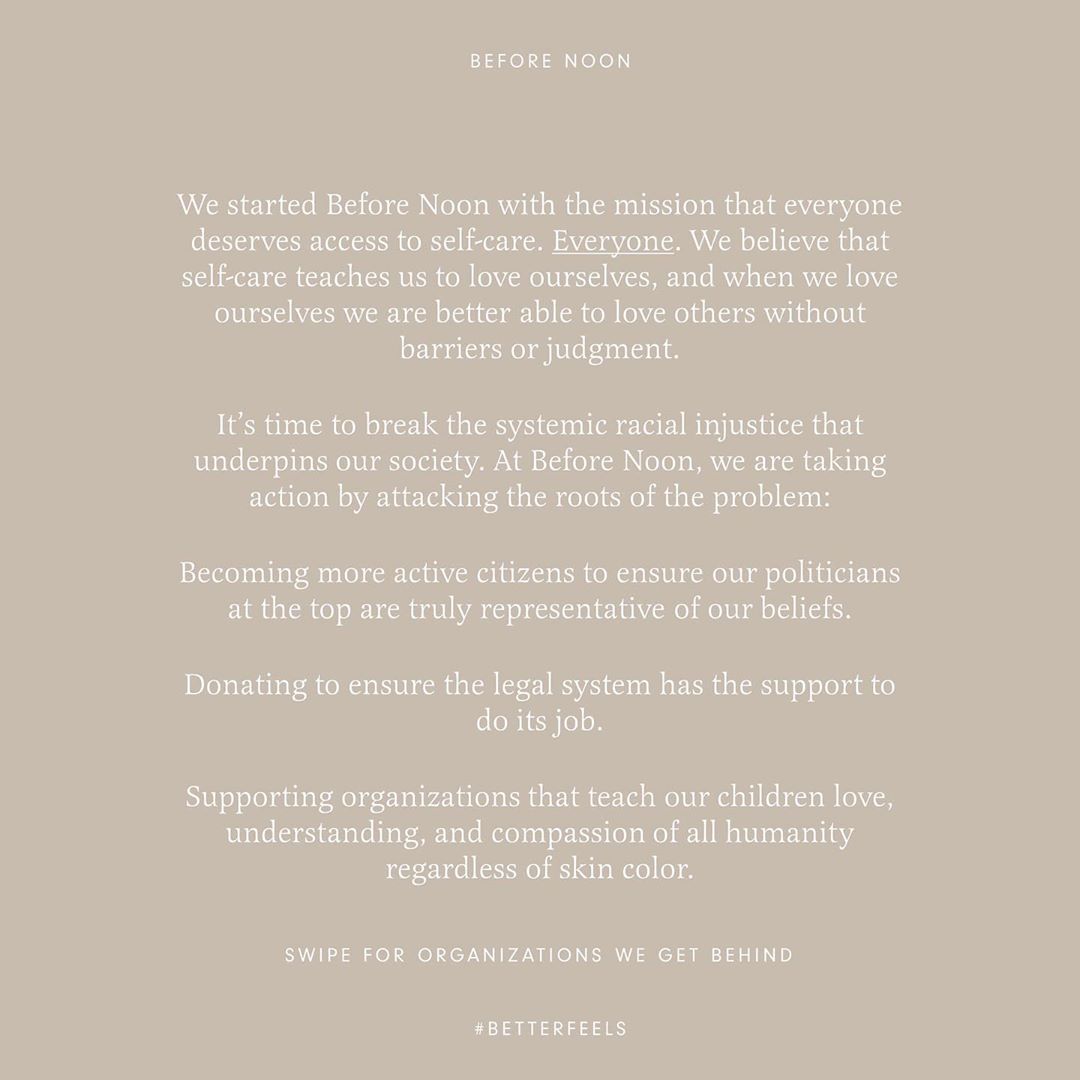 BEFORE NOON
We started Before Noon with the mission that everyone
deserves access to self-care. Everyone. We believe that
self-care teaches us to love ourselves, and when we love
ourselves we are better able to love others without
barriers or judgment.
It’s time to break the systemic racial injustice that
underpins our society. At Before Noon, we are taking
action by attacking the roots of the problem:
Becoming more active citizens to ensure our politicians
at the top are truly representative of our beliefs.
Donating to ensure the legal system has the support to
do its job.
Supporting organizations that teach our children love,
understanding, and compassion of all humanity
regardless of skin color.
SWIPE FOR ORGANIZATIONS WE GET BEHIND
#BETTERFEELS